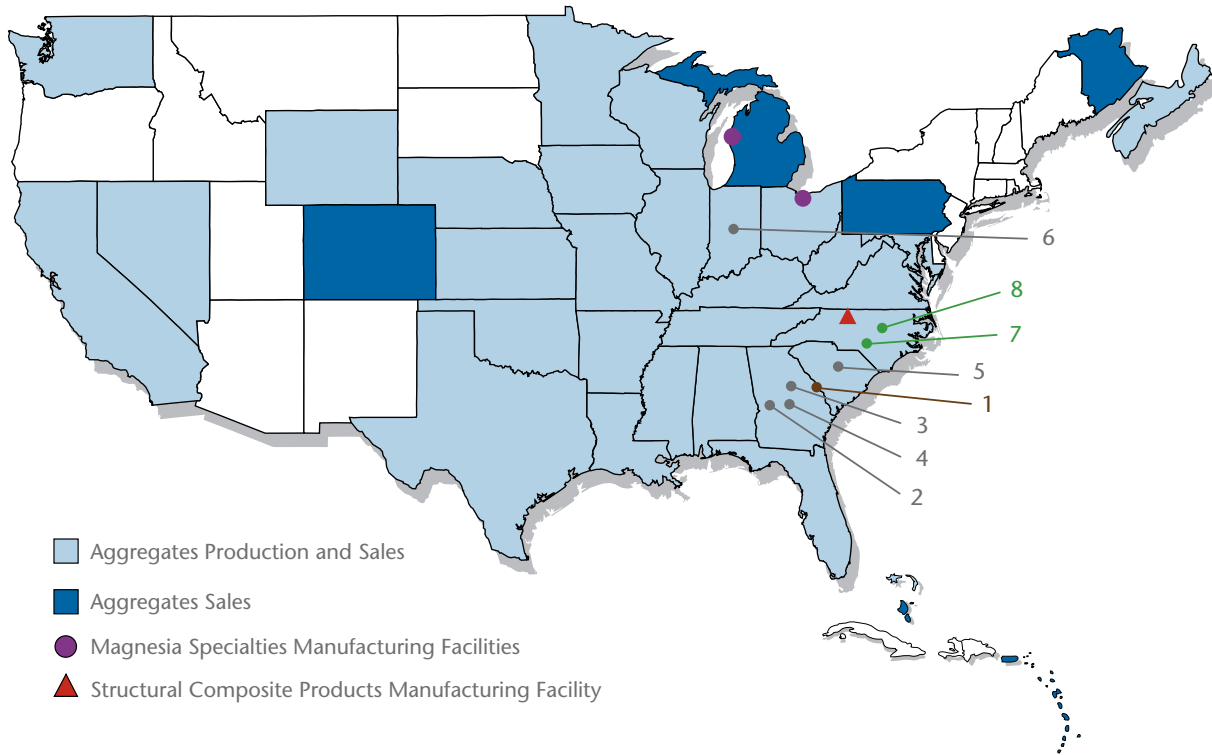 6
8
7
5
1
3
4
2
Aggregates Production and Sales
Aggregates Sales
Magnesia Specialties Manufacturing Facilities
Structural Composite Products Manufacturing Facility